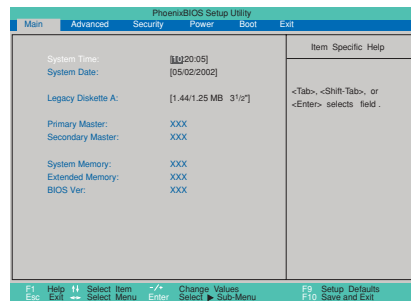 PhoenixBIOS Setup Utility
Main Advanced Security Power Boot Exit
Item Specific Help
System Time: [10:20:05]
System Date: [05/02/2002]
<Tab>, <Shift-Tab>, or
<Enter> selects field .
Legacy Diskette A: [1.44/1.25 MB 3 1/2"]
Primary Master: XXX
Secondary Master: XXX
System Memory: XXX
Extended Memory: XXX
BIOS Ver: XXX
F1 Help ↑↓ Select Item -/+ Change Values F9 Setup Defaults
Esc Exit ←→ Select Menu Enter Select ▶ Sub-Menu F10 Save and Exit